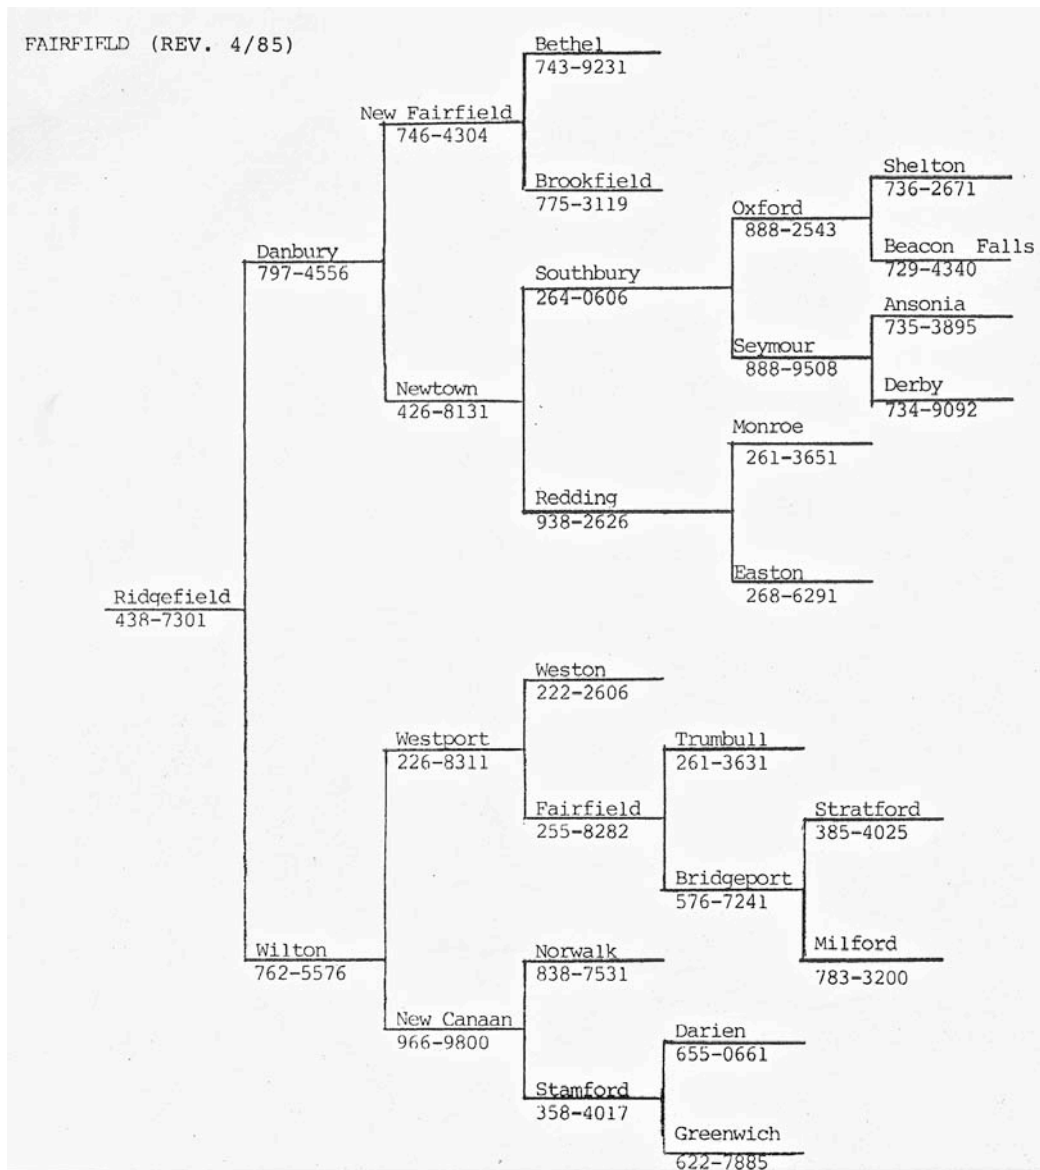 FAIRFIELD (REV. 4/85)
Bethel
743-9231
New Fairfield
746-4304
Brookfield
775-3119
Shelton
736-2671
Oxford
888-2543
Beacon Falls
729-4340
Danbury
797-4556
Southbury
264-0606
Ansonia
735-3895
Seymour
888-9508
Derby
734-9092
Newtown
426-8131
Monroe
261-3651
Redding
938-2626
Easton
268-6291
Ridgefield
438-7301
Weston
222-2606
Westport
226-8311
Trumbull
261-3631
Fairfield
255-8282
Stratford
385-4025
Bridgeport
576-7241
Milford
783-3200
Wilton
762-5576
Norwalk
838-7531
New Canaan
966-9800
Darien
655-0661
Stamford
358-4017
Greenwich
622-7885